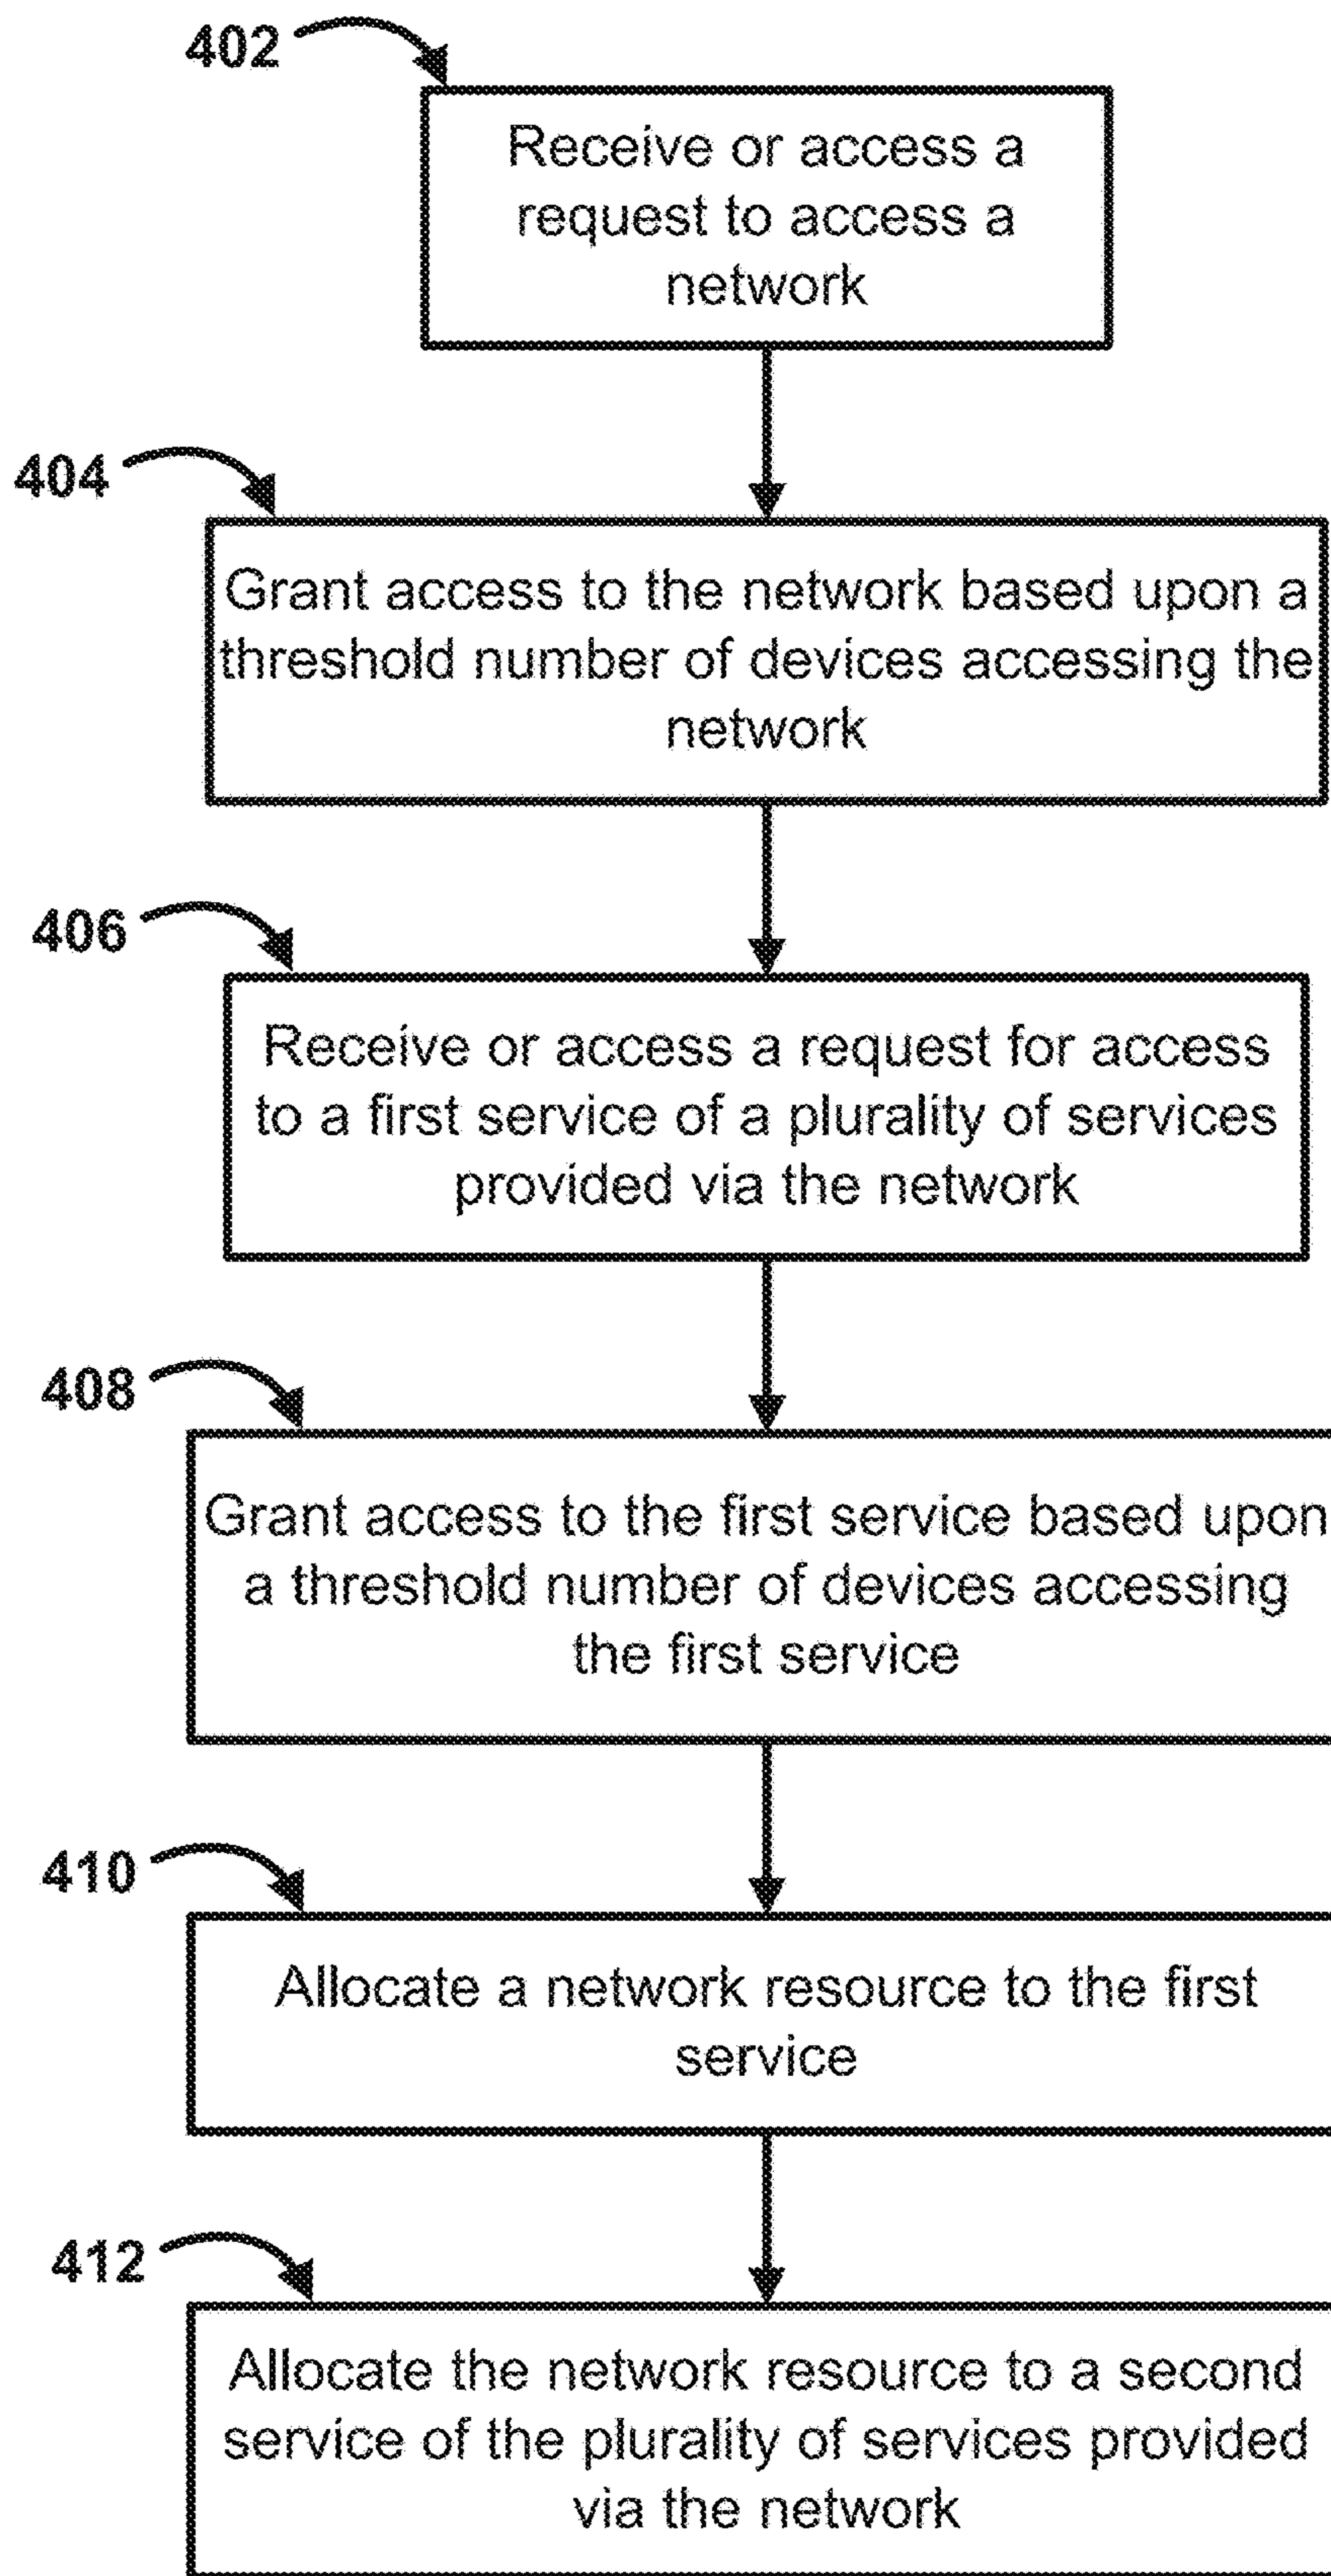 402
Receive or access a
request to access a
network
404
Grant access to the network based upon a
threshold number of devices accessing the
network
406
Receive or access a request for access
to a first service of a plurality of services
provided via the network
408
Grant access to the first service based upon
a threshold number of devices accessing
the first service
410
Allocate a network resource to the first
service
412
Allocate the network resource to a second
service of the plurality of services provided
via the network